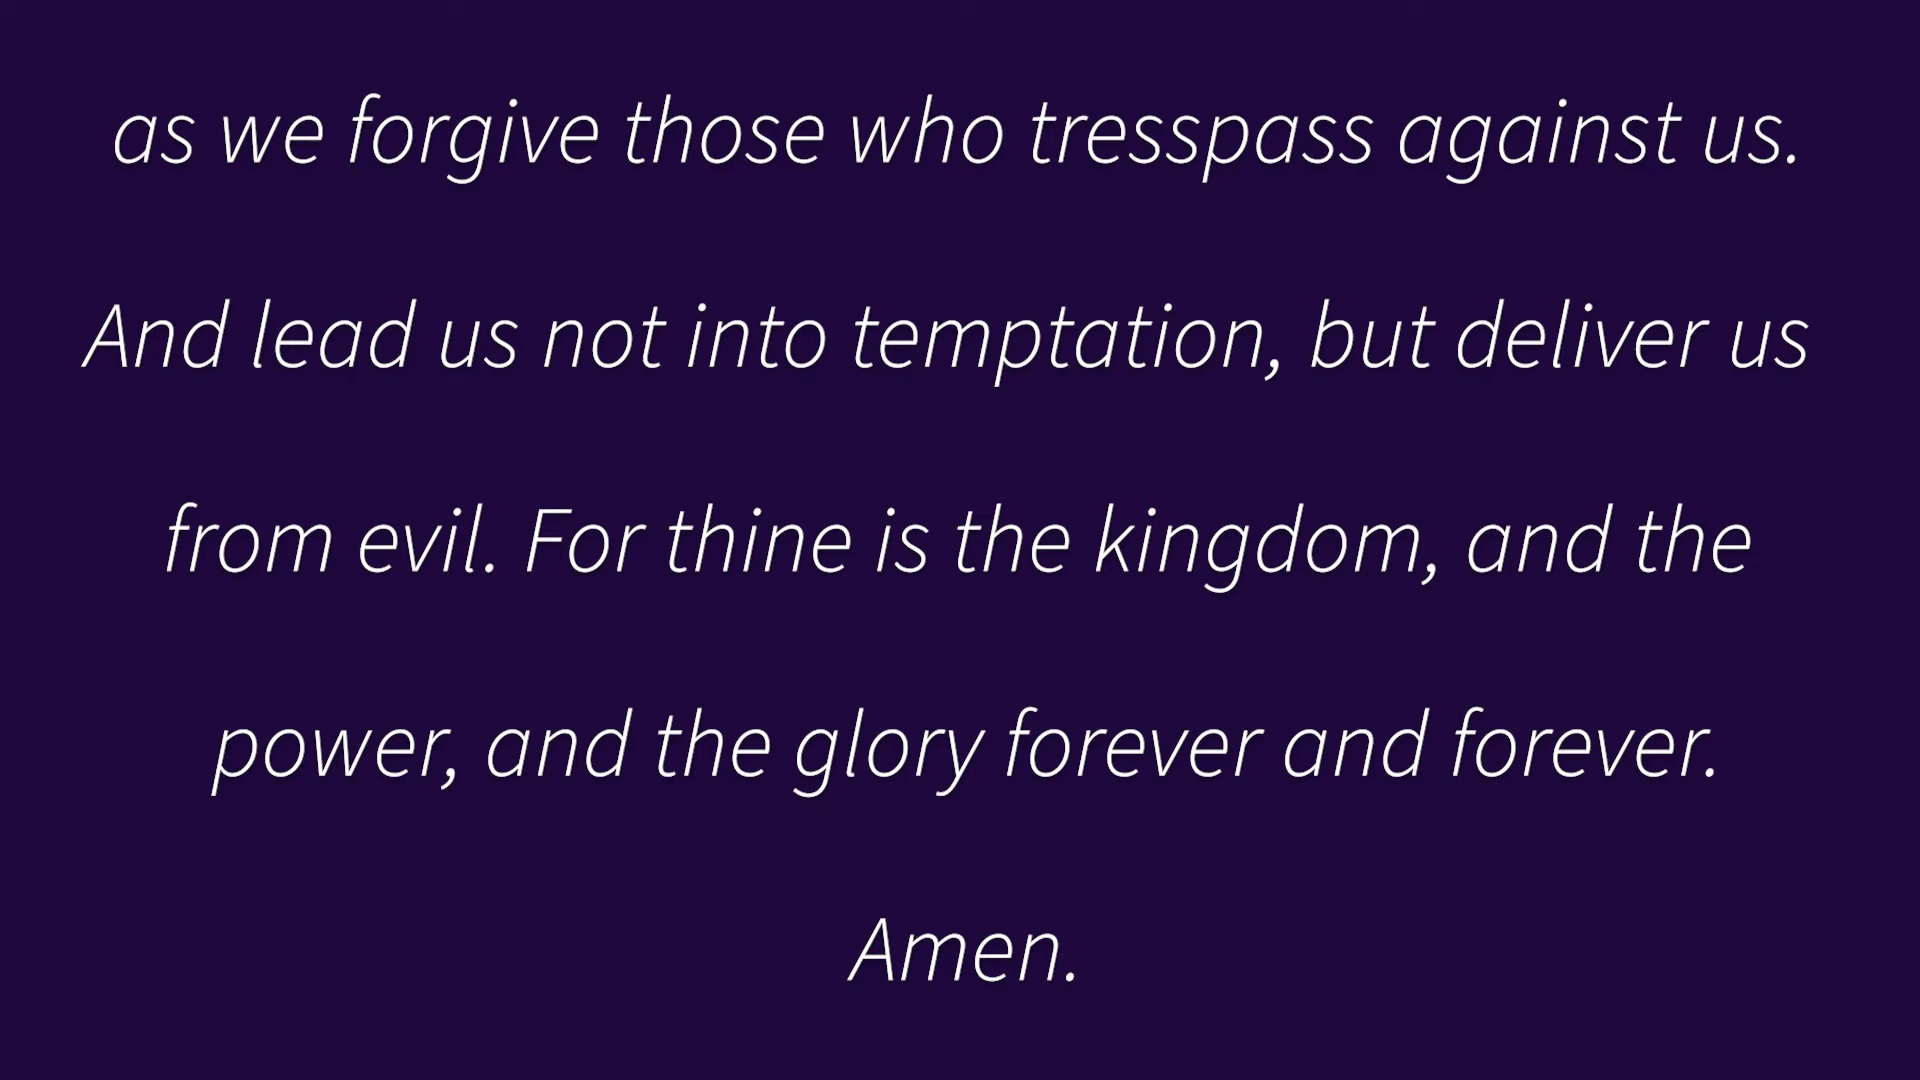 as we forgive those who tresspass against us.
And lead us not into temptation, but deliver us
from evil. For thine is the kingdom, and the
power, and the glory forever and forever.
Amen.